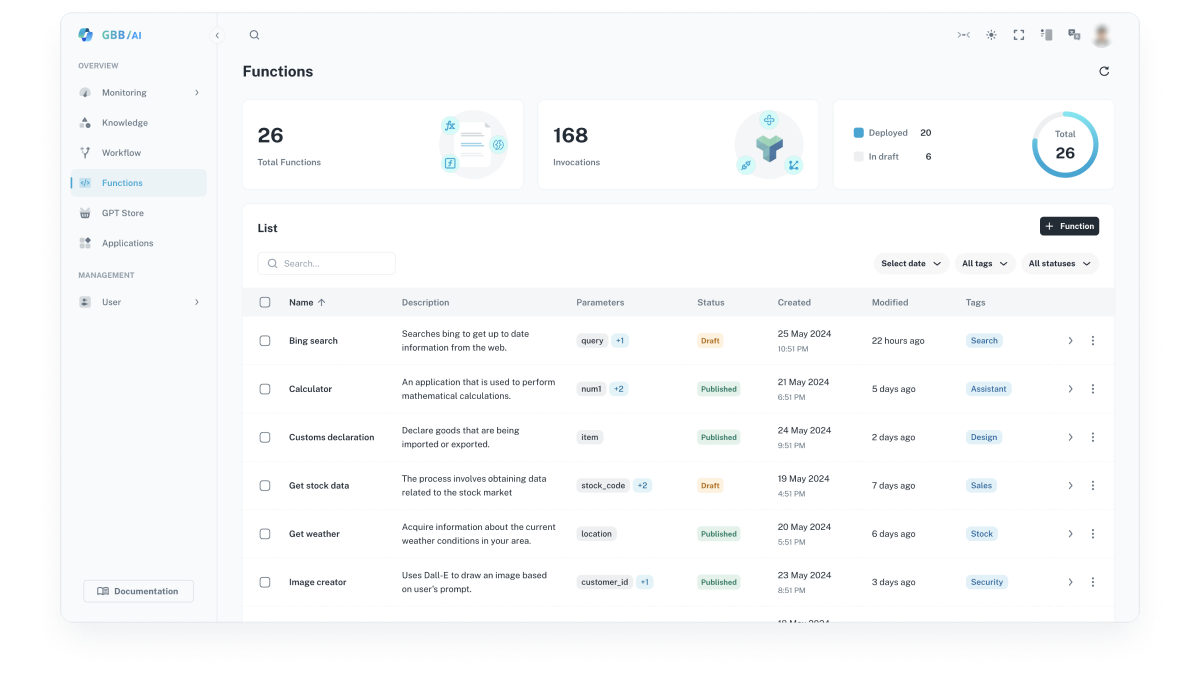 GBB/AI
OVERVIEW
Monitoring
Knowledge
Workflow
Functions
GPT Store
Applications
MANAGEMENT
User
Documentation
Functions
26
Total Functions
168
Invocations
Deployed 20
In draft 6
Total
26
List
+ Function
Search...
Select date
All tags
All statuses
Name Description Parameters Status Created Modified Tags
Bing search
Searches bing to get up to date
information from the web.
query +1
Draft
25 May 2024
10:51 PM
22 hours ago
Search
Calculator
An application that is used to perform
mathematical calculations.
num1 +2
Published
21 May 2024
6:51 PM
5 days ago
Assistant
Customs declaration
Declare goods that are being
imported or exported.
item
Published
24 May 2024
9:51 PM
2 days ago
Design
Get stock data
The process involves obtaining data
related to the stock market
stock_code +2
Draft
19 May 2024
4:51 PM
7 days ago
Sales
Get weather
Acquire information about the current
weather conditions in your area.
location
Published
20 May 2024
5:51 PM
6 days ago
Stock
Image creator
Uses Dall-E to draw an image based
on user's prompt.
customer_id +1
Published
23 May 2024
8:51 PM
3 days ago
Security